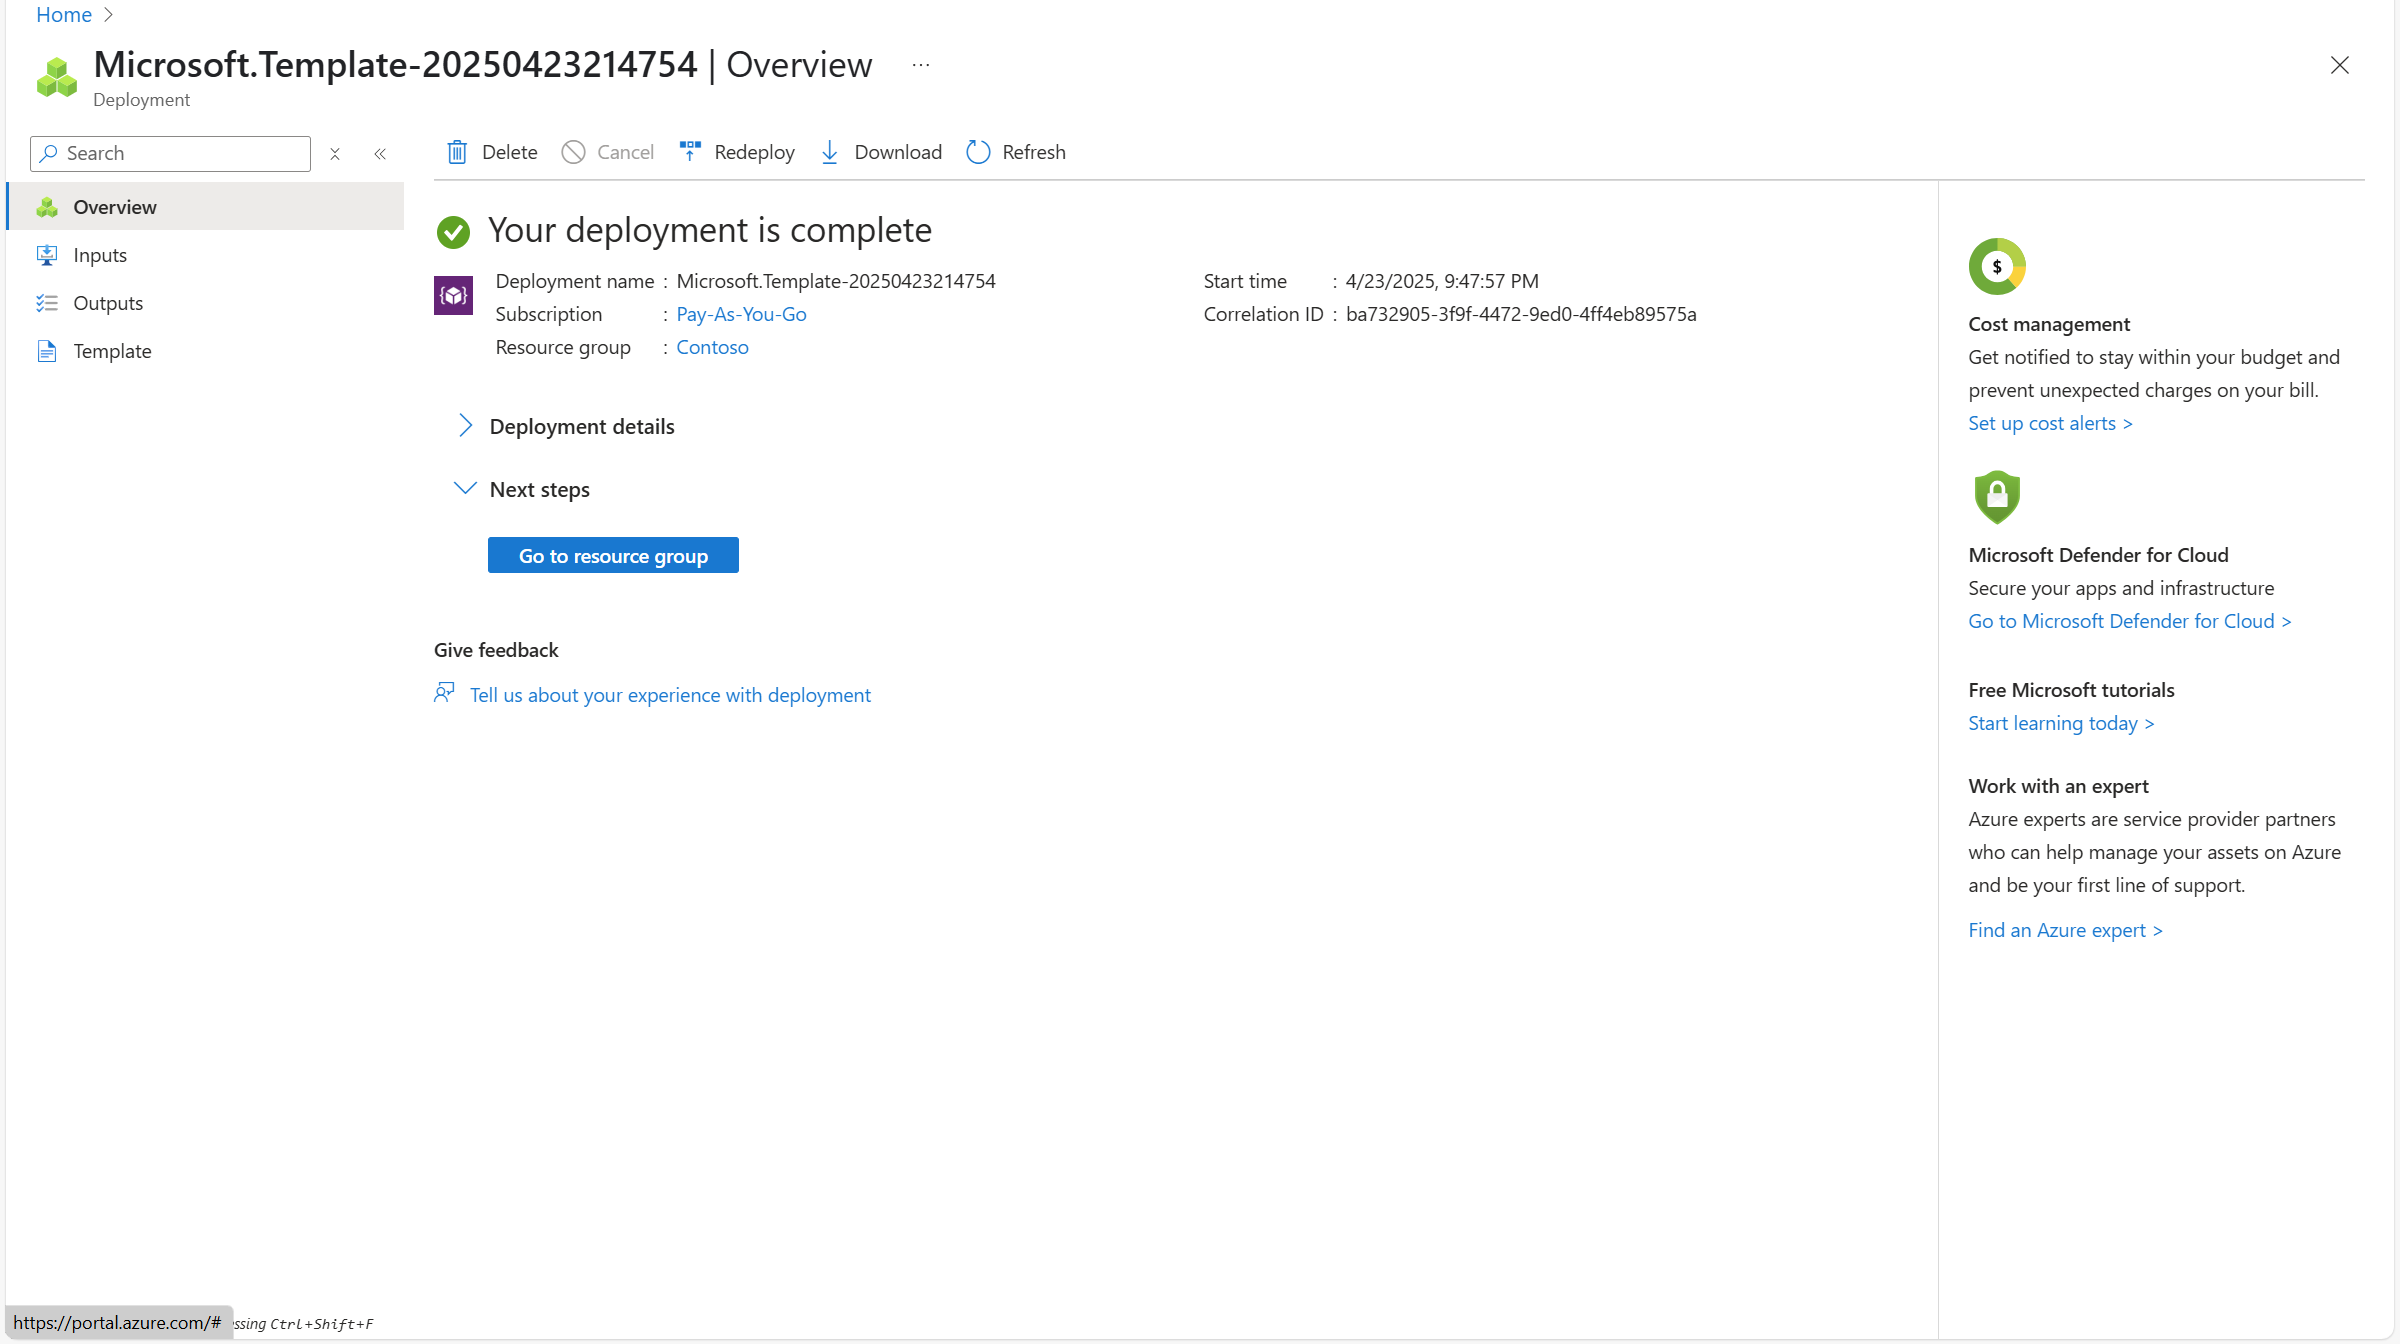 Home
Microsoft.Template-20250423214754 | Overview ...
Deployment
Search
Overview
Inputs
Outputs
Template
Delete Cancel Redeploy Download Refresh
Your deployment is complete
Deployment name : Microsoft.Template-20250423214754
Subscription : Pay-As-You-Go
Resource group : Contoso
Start time : 4/23/2025, 9:47:57 PM
Correlation ID : ba732905-3f9f-4472-9ed0-4ff4eb89575a
Deployment details
Next steps
Go to resource group
Give feedback
Tell us about your experience with deployment
$
Cost management
Get notified to stay within your budget and
prevent unexpected charges on your bill.
Set up cost alerts >
Microsoft Defender for Cloud
Secure your apps and infrastructure
Go to Microsoft Defender for Cloud >
Free Microsoft tutorials
Start learning today >
Work with an expert
Azure experts are service provider partners
who can help manage your assets on Azure
and be your first line of support.
Find an Azure expert >
https://portal.azure.com/# Ctrl+Shift+F